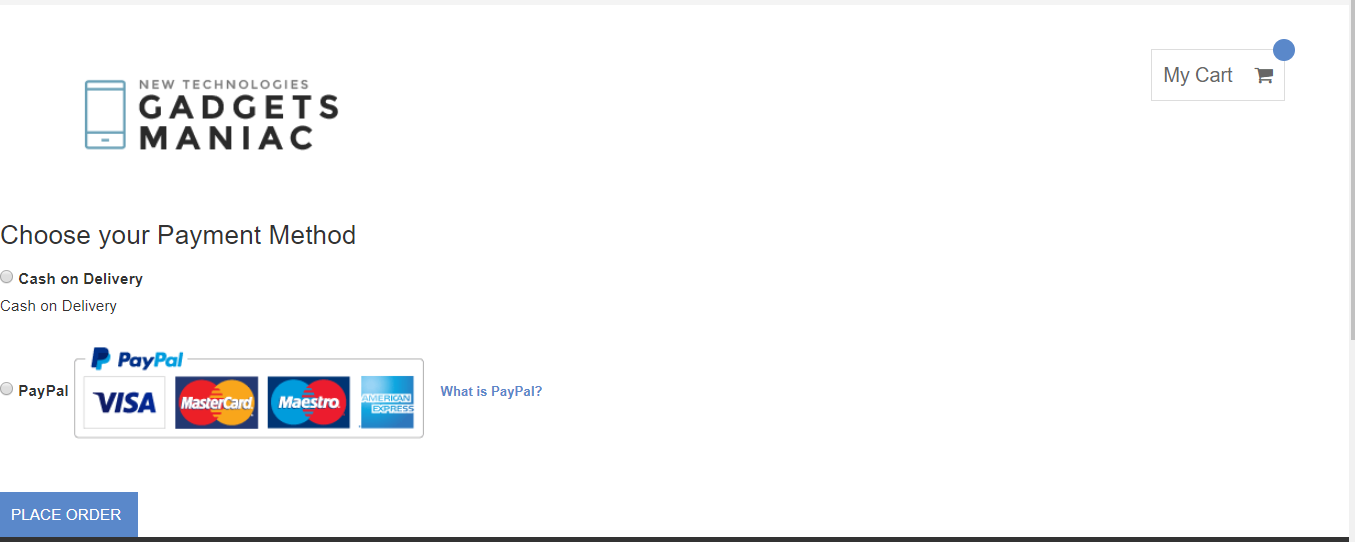 NEW TECHNOLOGIES
GADGETS
MANIAC
My Cart
Choose your Payment Method
Cash on Delivery
Cash on Delivery
PayPal
PayPal
VISA MasterCard Maestro AMERICAN EXPRESS
What is PayPal?
PLACE ORDER